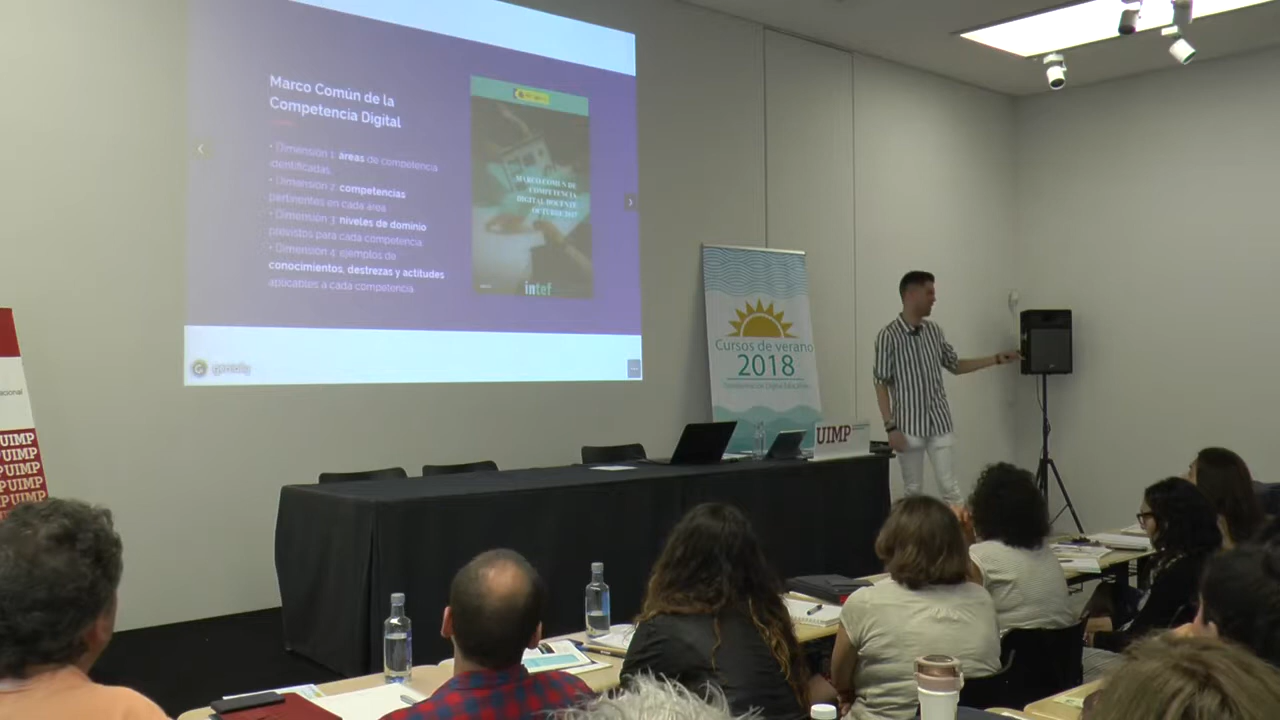 Marco Común de la
Competencia Digital
• Dimensión 1: áreas de competencia
identificadas.
• Dimensión 2: competencias
pertinentes en cada área
• Dimensión 3: niveles de dominio
previstos para cada competencia
• Dimensión 4: ejemplos de
conocimientos, destrezas y actitudes
aplicables a cada competencia
MARCO COMÚN DE
COMPETENCIA
DIGITAL DOCENTE
OCTUBRE 2017
intef
genially
Cursos de verano
2018
UIMP
acional
UIMP
UIMP
UIMP
UIMP
PUIMP